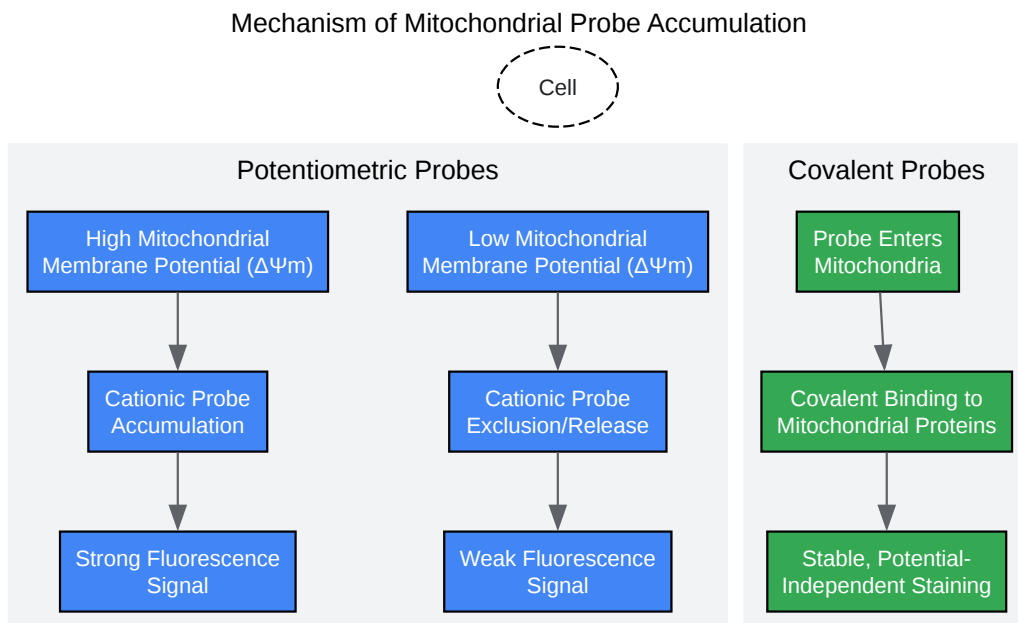 Mechanism of Mitochondrial Probe Accumulation
Cell
Potentiometric Probes
High Mitochondrial
Membrane Potential (ΔΨm)
Cationic Probe
Accumulation
Strong Fluorescence
Signal
Low Mitochondrial
Membrane Potential (ΔΨm)
Cationic Probe
Exclusion/Release
Weak Fluorescence
Signal
Covalent Probes
Probe Enters
Mitochondria
Covalent Binding to
Mitochondrial Proteins
Stable, Potential-
Independent Staining